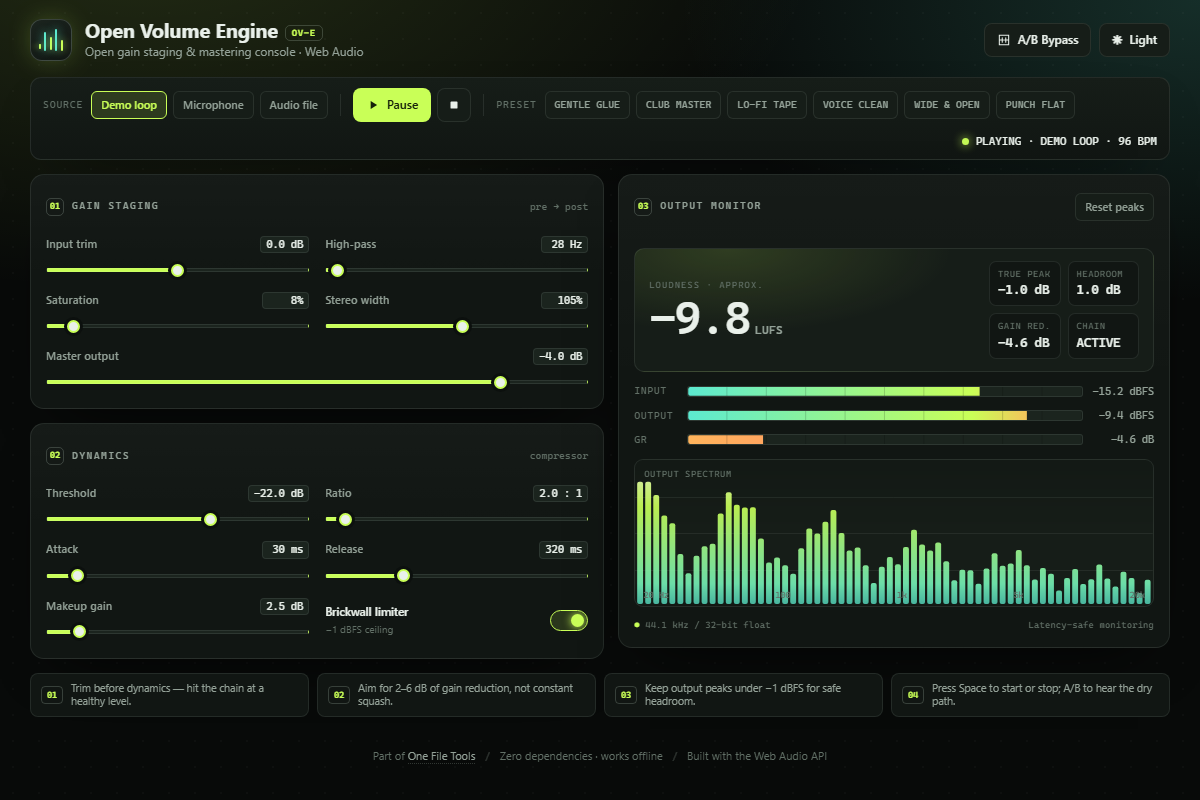 Open Volume Engine OV-E
Open gain staging & mastering console · Web Audio
A/B Bypass
Light
SOURCE Demo loop Microphone Audio file Pause PRESET GENTLE GLUE CLUB MASTER LO-FI TAPE VOICE CLEAN WIDE & OPEN PUNCH FLAT
PLAYING · DEMO LOOP · 96 BPM
01 GAIN STAGING pre → post
Input trim 0.0 dB High-pass 28 Hz
Saturation 8% Stereo width 105%
Master output −4.0 dB
02 DYNAMICS compressor
Threshold −22.0 dB Ratio 2.0 : 1
Attack 30 ms Release 320 ms
Makeup gain 2.5 dB Brickwall limiter
−1 dBFS ceiling
03 OUTPUT MONITOR Reset peaks
LOUDNESS · APPROX.
−9.8 LUFS
TRUE PEAK
−1.0 dB
HEADROOM
1.0 dB
GAIN RED.
−4.6 dB
CHAIN
ACTIVE
INPUT −15.2 dBFS
OUTPUT −9.4 dBFS
GR −4.6 dB
OUTPUT SPECTRUM
44.1 kHz / 32-bit float Latency-safe monitoring
01 Trim before dynamics — hit the chain at a
healthy level.
02 Aim for 2–6 dB of gain reduction, not constant
squash.
03 Keep output peaks under −1 dBFS for safe
headroom.
04 Press Space to start or stop; A/B to hear the dry
path.
Part of One File Tools / Zero dependencies · works offline / Built with the Web Audio API